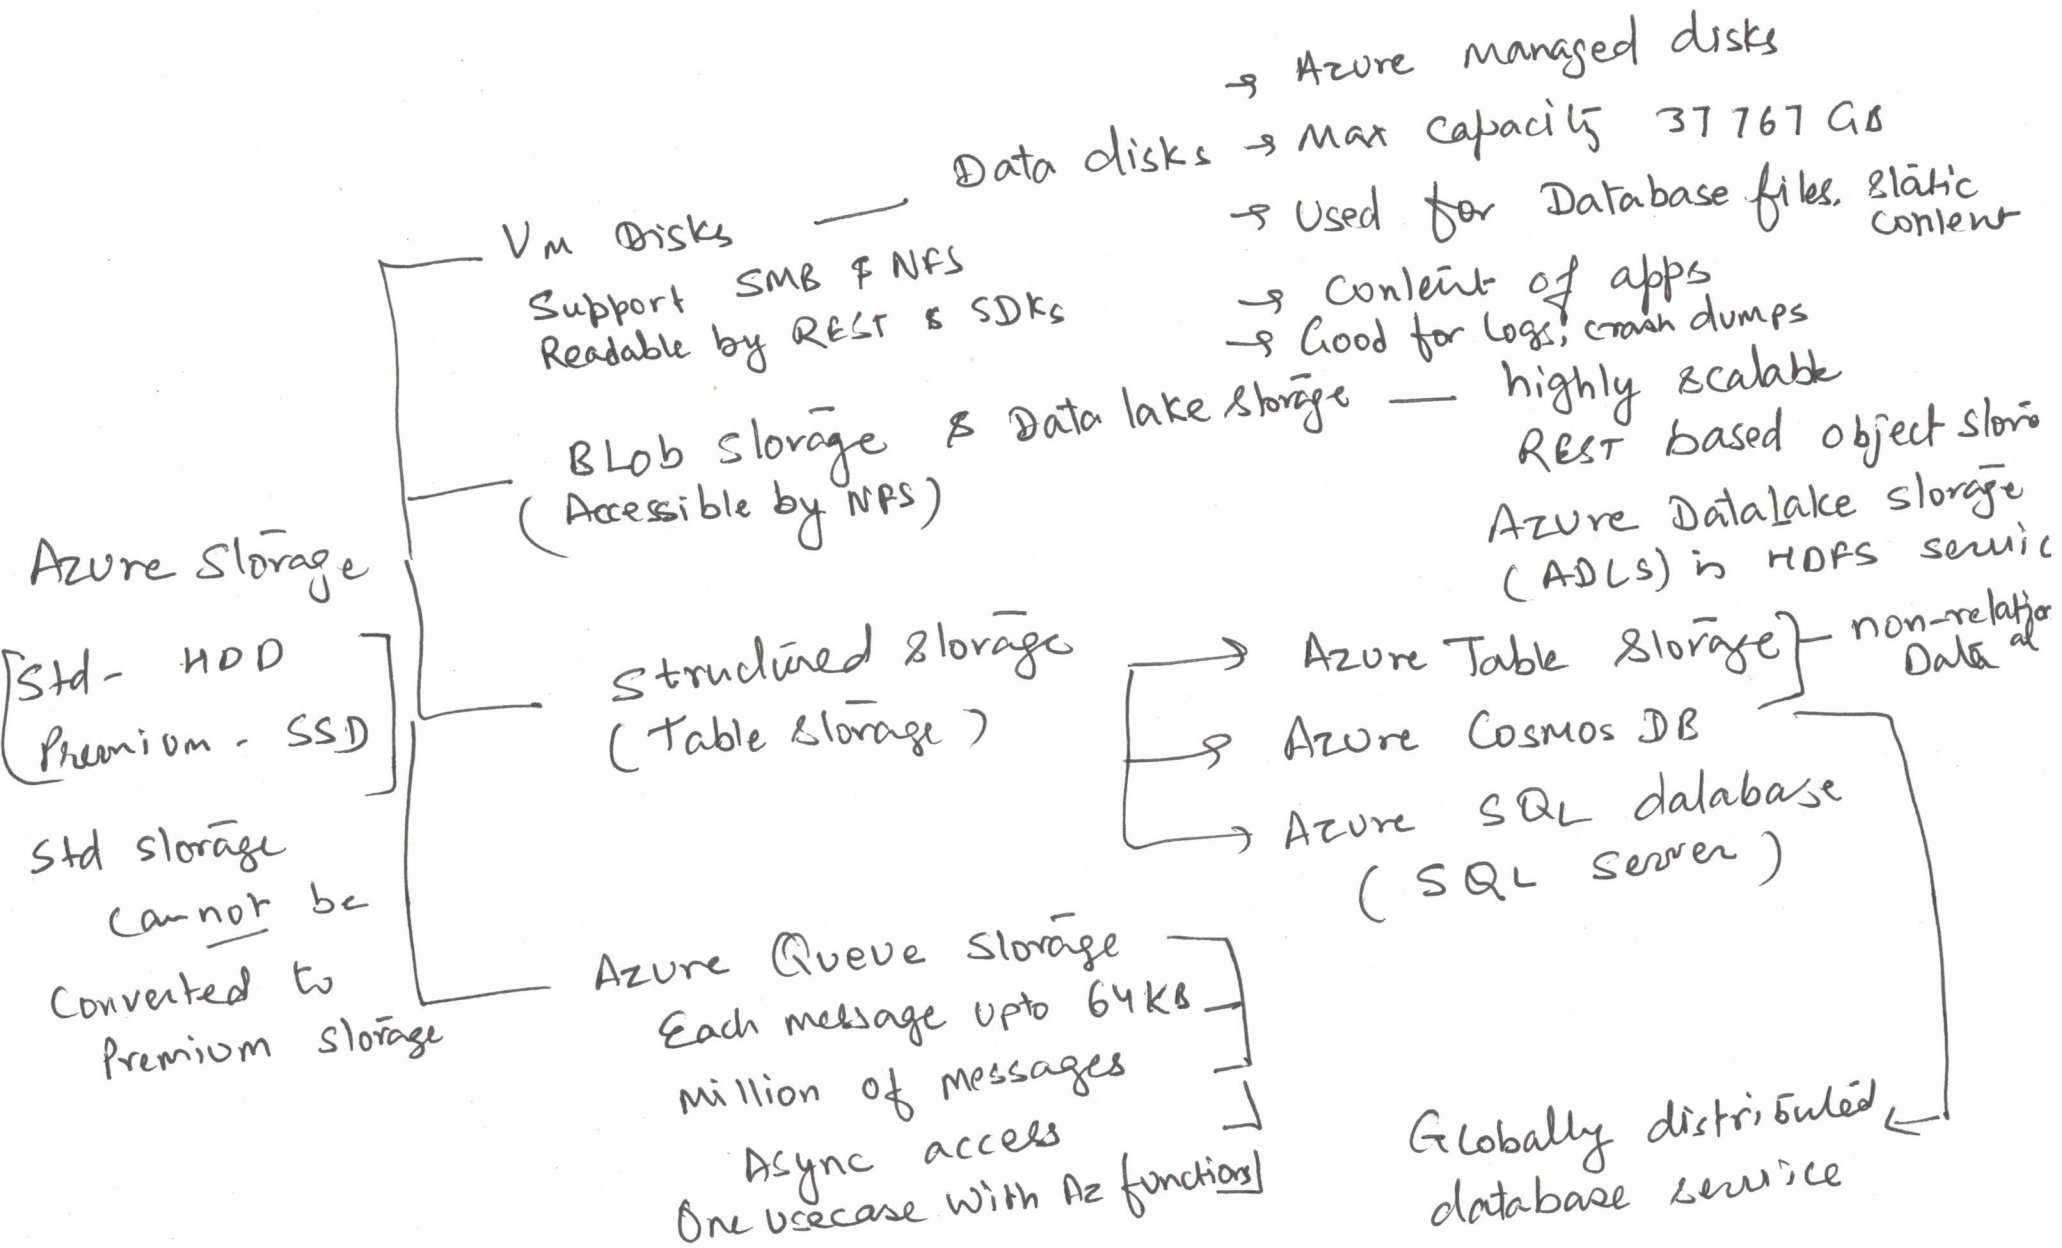 Azure Storage
[Std - HDD
Premium - SSD]
Std storage
cannot be
Converted to
Premium storage
VM Disks
Support SMB & NFS
Readable by REST & SDKs
Data disks
→ Azure managed disks
→ Max capacity 37767 GB
→ Used for Database files, static
content
→ content of apps
→ Good for logs, crash dumps
BLob storage & Data lake storage
(Accessible by NFS)
highly scalable
REST based object
Azure DataLake storage
(ADLS) is HDFS servic
Structured storage
(Table storage)
→ Azure Table Storage
non-relation
al
Data
→ Azure Cosmos DB
→ Azure SQL database
(SQL server)
Globally distributed
database service
Azure Queue Storage
Each message upto 64KB
Million of messages
Async access
One usecase with Az functions